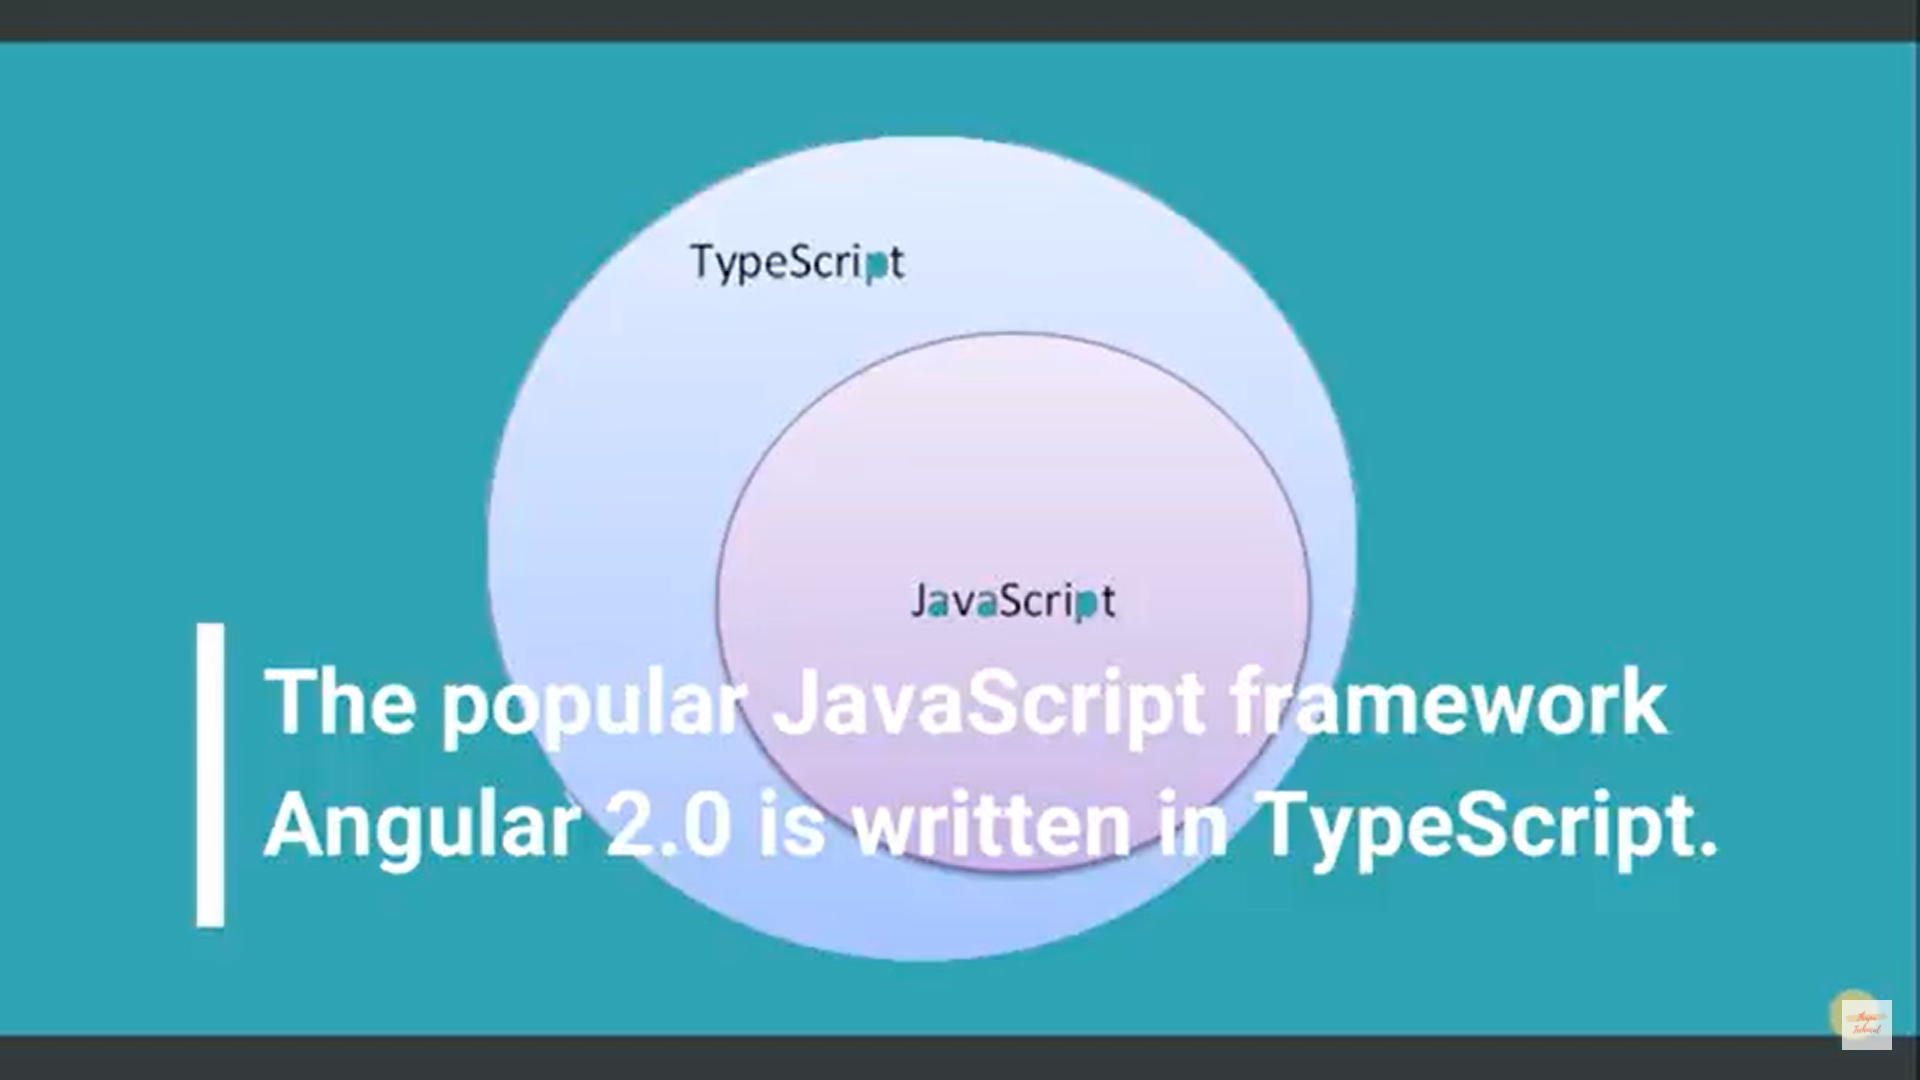 TypeScript
JavaScript
The popular JavaScript framework
Angular 2.0 is written in TypeScript.